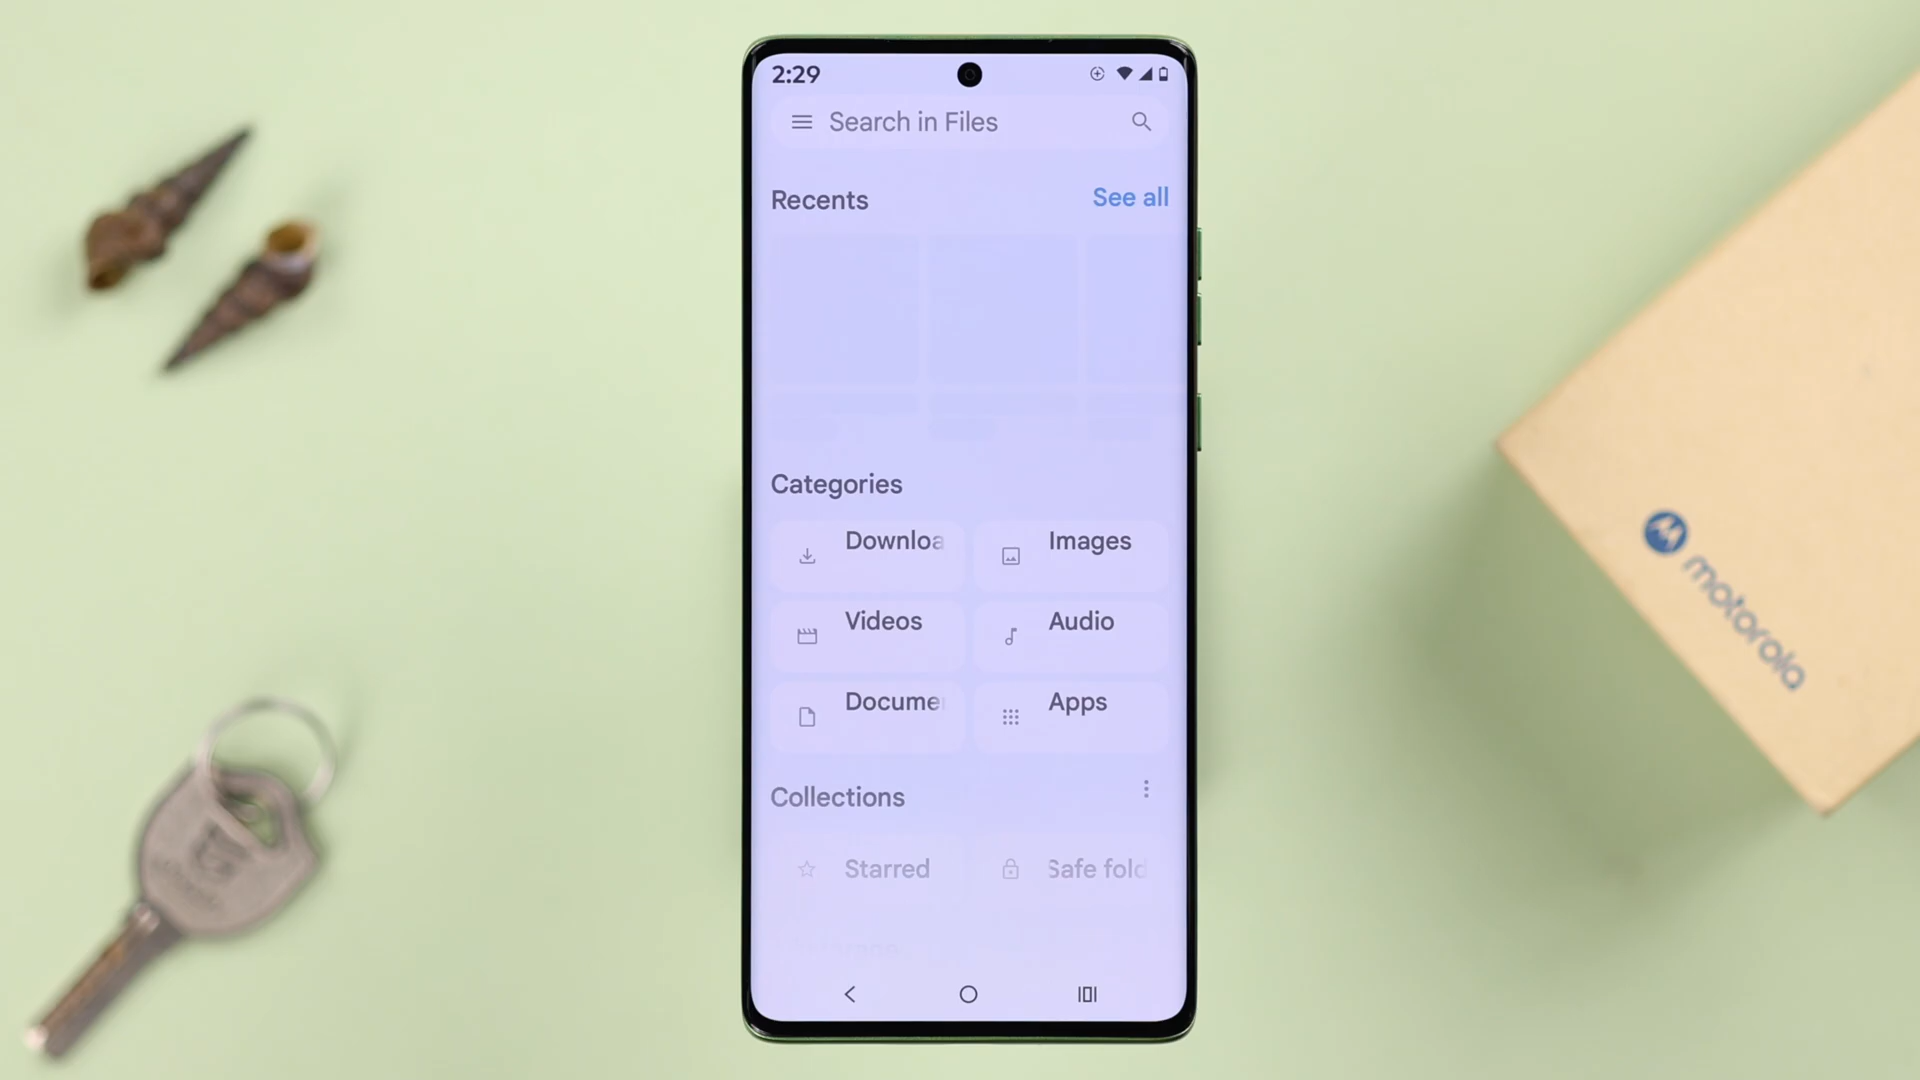 2:29
Search in Files
Recents
See all
Categories
Downloa
Images
Videos
Audio
Docume
Apps
Collections
Starred
Safe fold
motorola